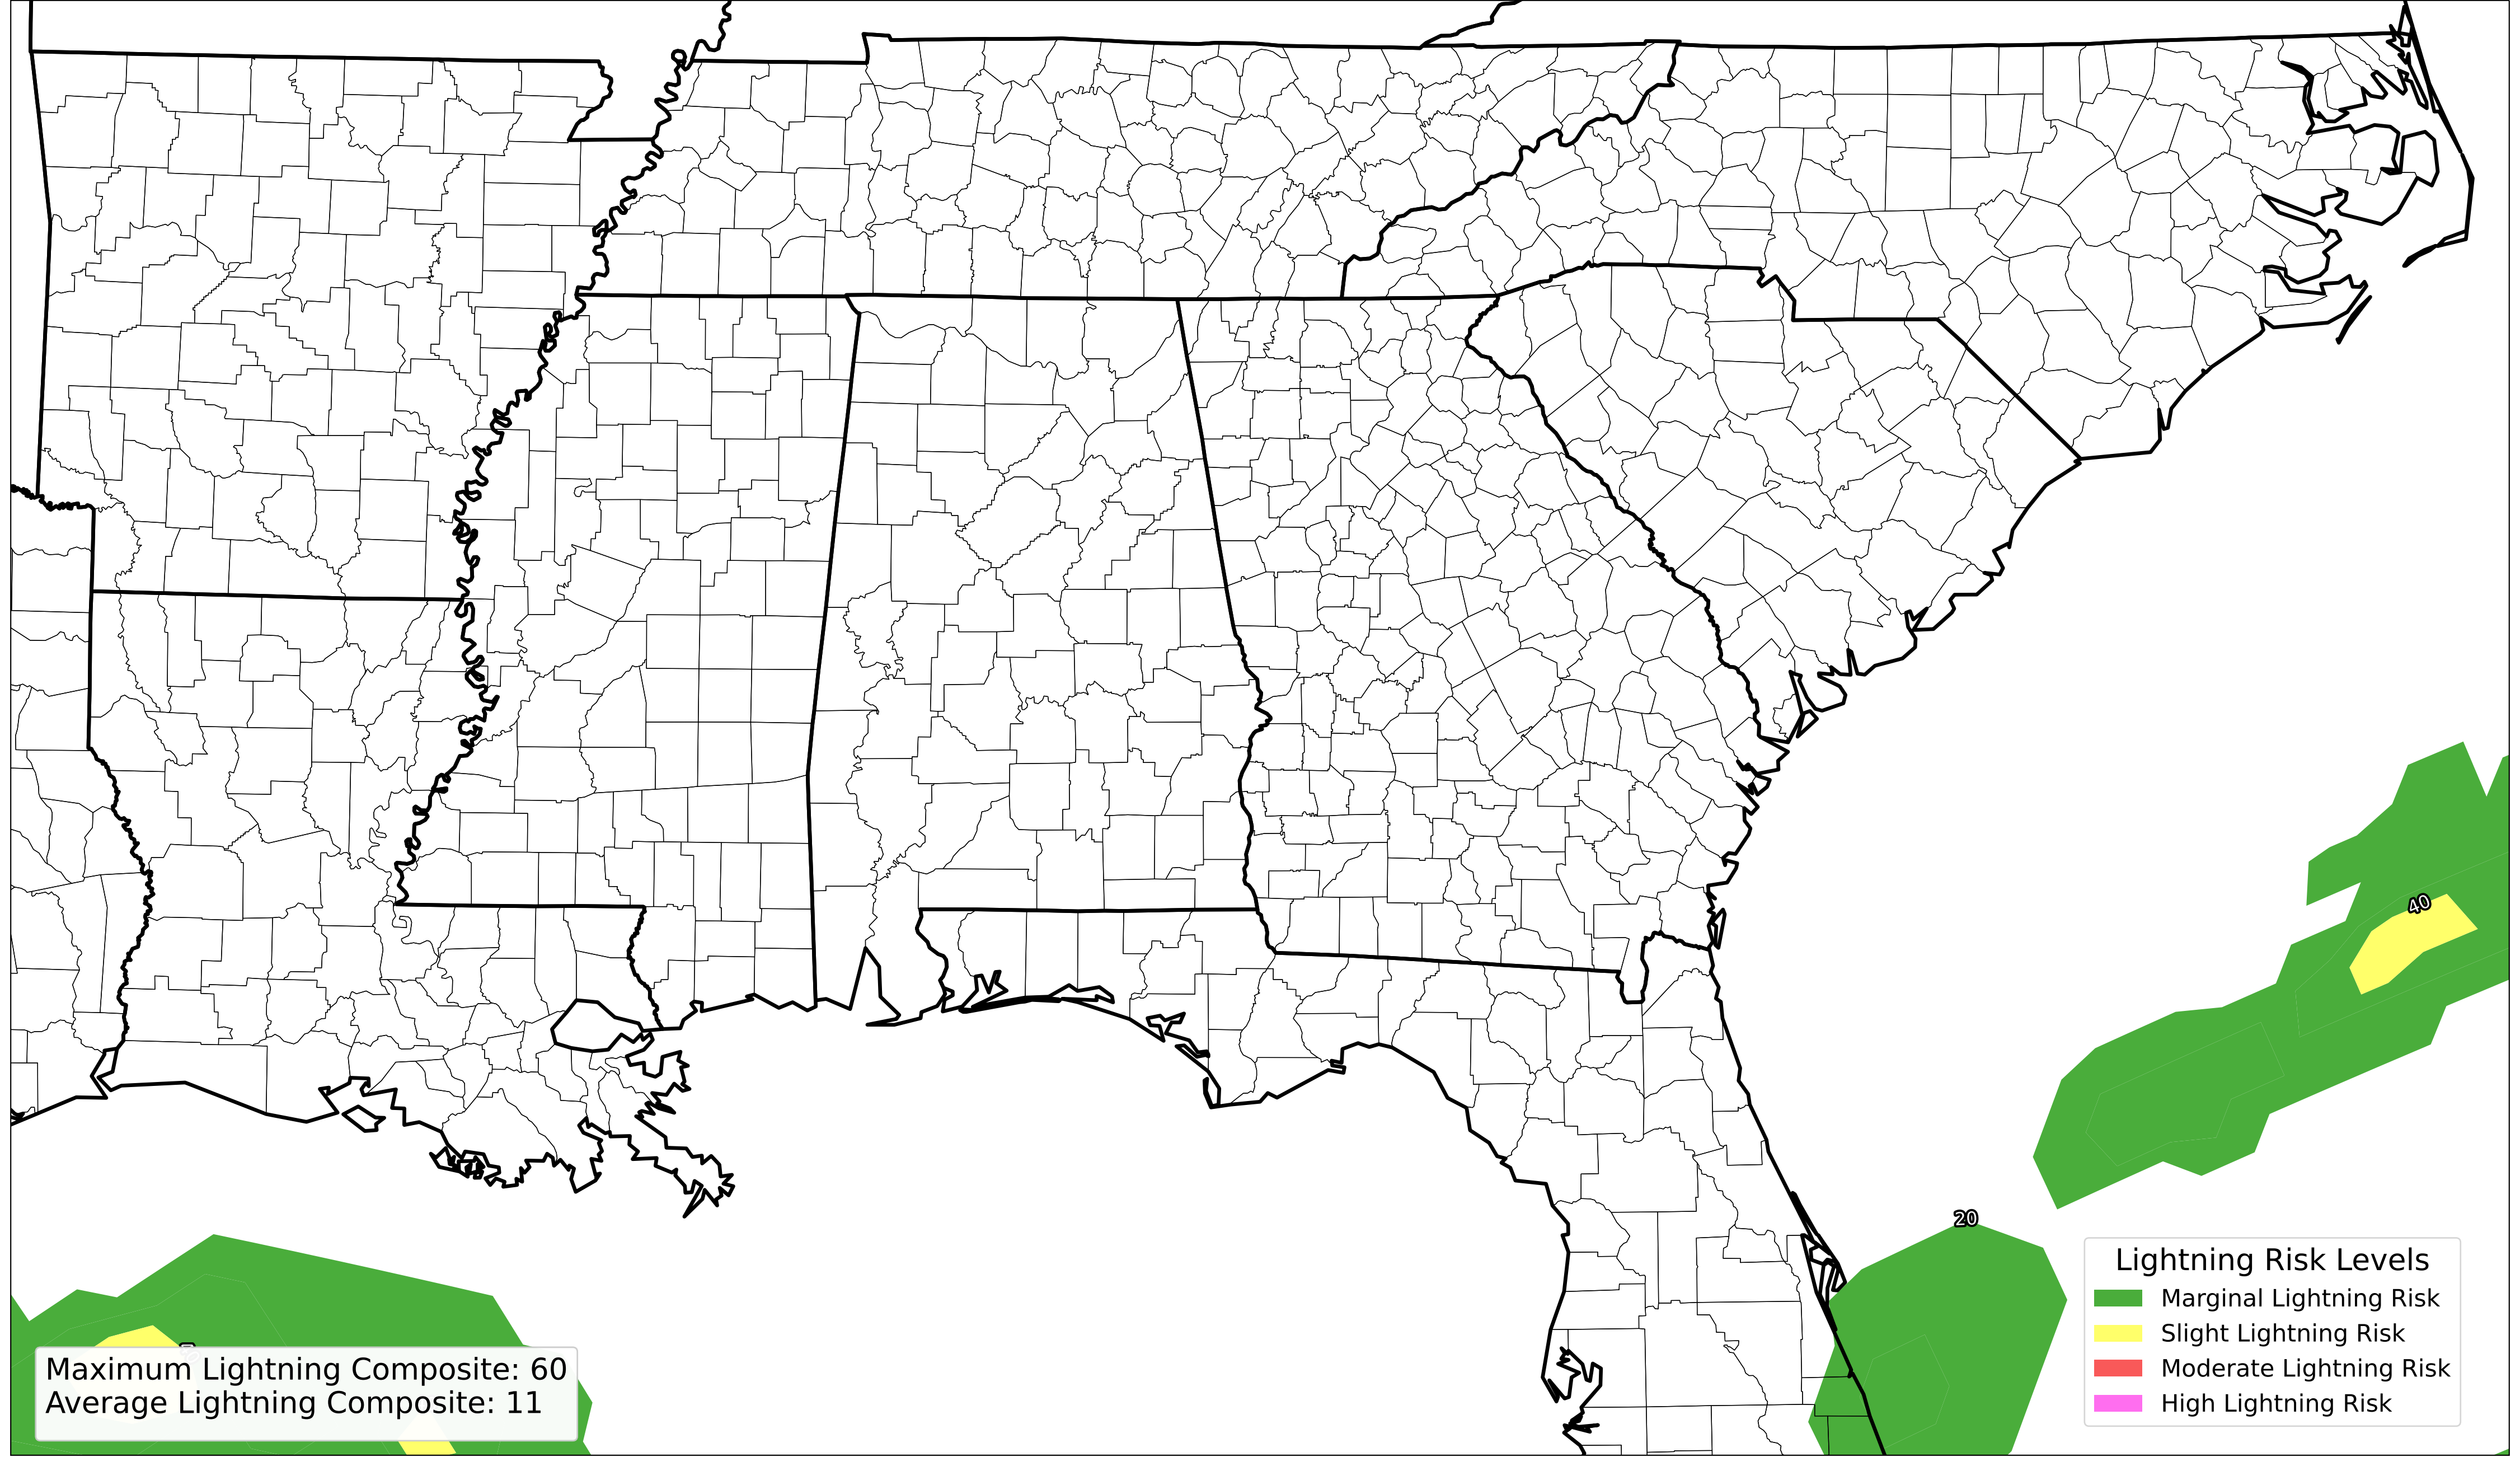 40
20
Lightning Risk Levels
Marginal Lightning Risk
Slight Lightning Risk
Moderate Lightning Risk
High Lightning Risk
Maximum Lightning Composite: 60
Average Lightning Composite: 11